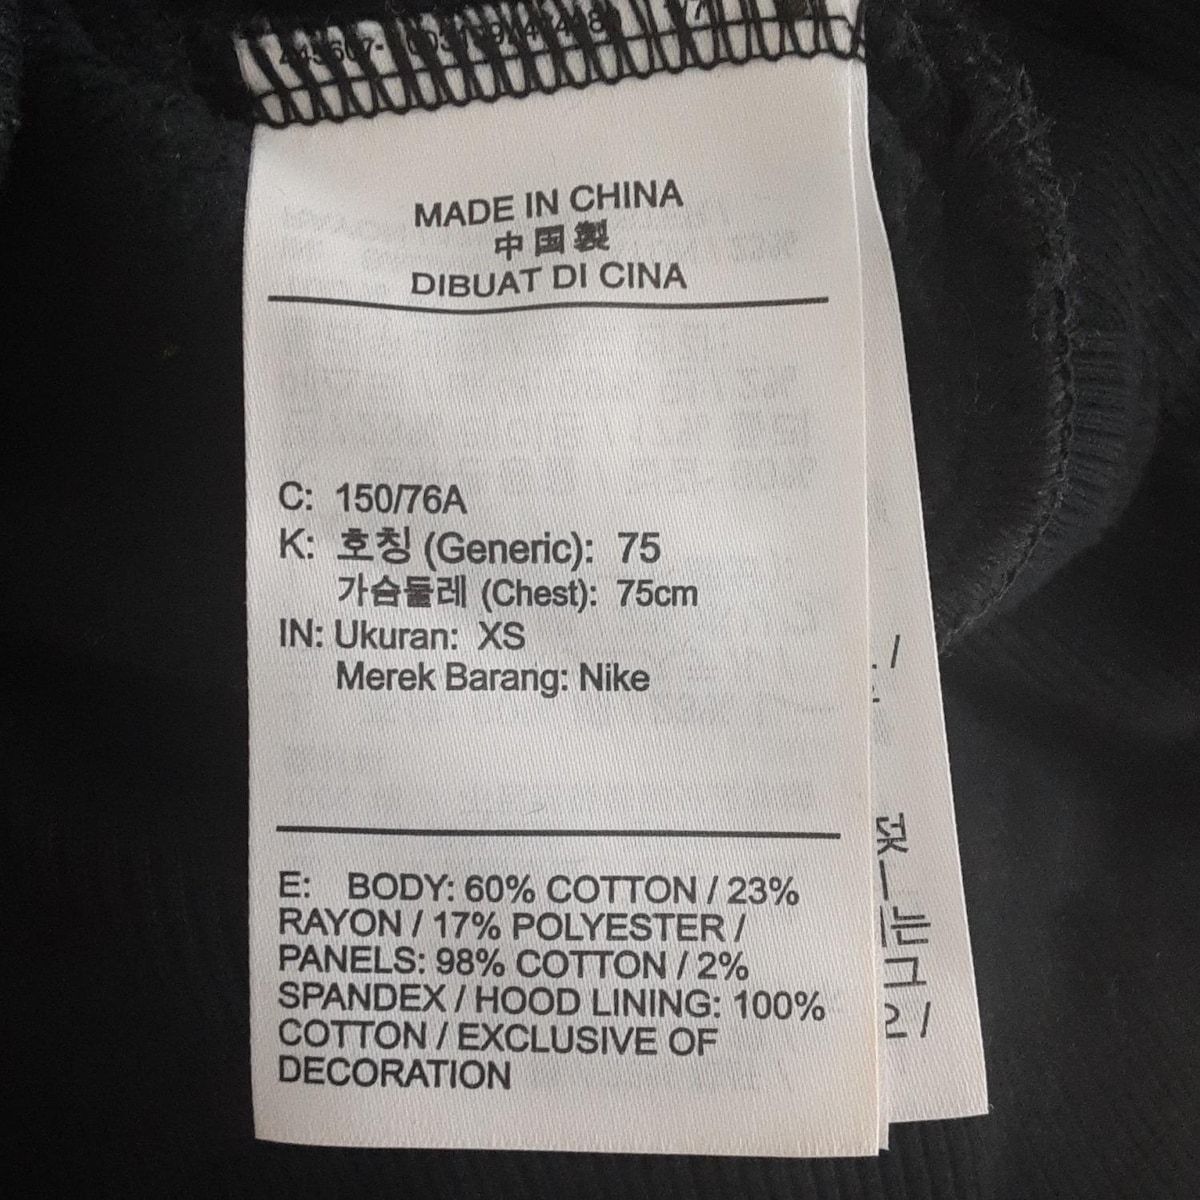 MADE IN CHINA
中国製
DIBUAT DI CINA
C: 150/76A
K: 호칭 (Generic): 75
가슴둘레 (Chest): 75cm
IN: Ukuran: XS
Merek Barang: Nike
E: BODY: 60% COTTON / 23%
RAYON / 17% POLYESTER /
PANELS: 98% COTTON / 2%
SPANDEX / HOOD LINING: 100%
COTTON / EXCLUSIVE OF
DECORATION